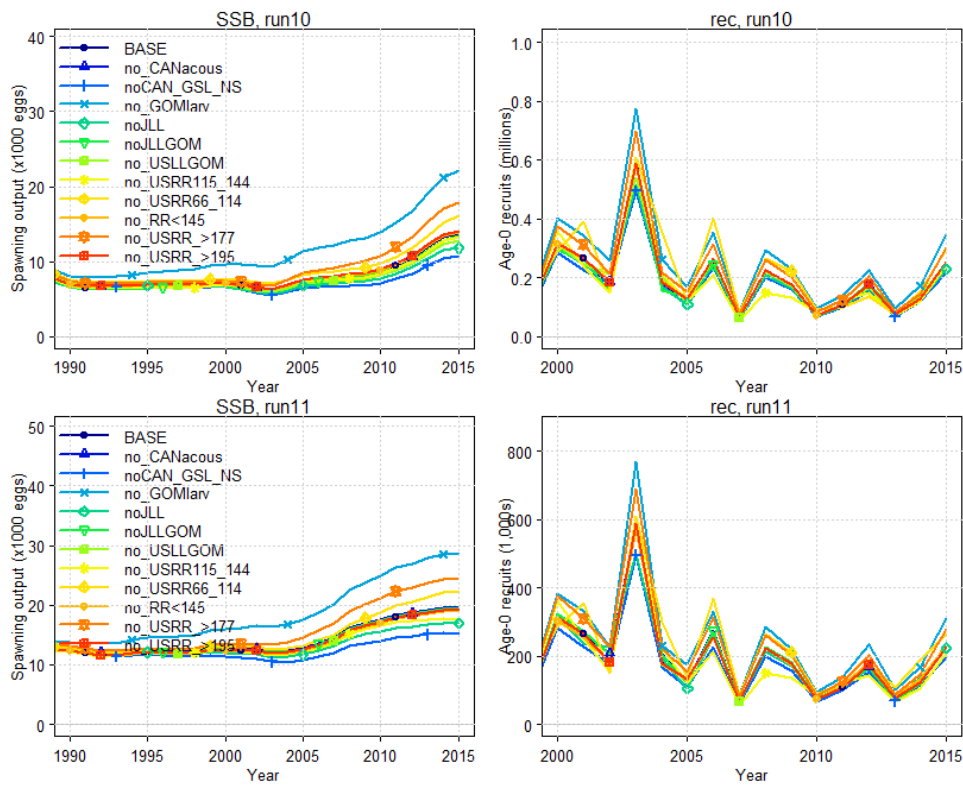 SSB, run10
Spawning output (x1000 eggs)
40
30
20
10
0
BASE
no_CANacous
noCAN_GSL_NS
no_GOMlarv
noJLL
noJLLGOM
no_USLLGOM
no_USRR115_144
no_USRR66_114
no_RR<145
no_USRR_>177
no_USRR_>195
1990 1995 2000 2005 2010 2015
Year
rec, run10
Age-0 recruits (millions)
1.0
0.8
0.6
0.4
0.2
0.0
2000 2005 2010 2015
Year
SSB, run11
Spawning output (x1000 eggs)
50
40
30
20
10
0
BASE
no_CANacous
noCAN_GSL_NS
no_GOMlarv
noJLL
noJLLGOM
no_USLLGOM
no_USRR115_144
no_USRR66_114
no_RR<145
no_USRR_>177
no_USRR_>195
1990 1995 2000 2005 2010 2015
Year
rec, run11
Age-0 recruits (1,000s)
800
600
400
200
0
2000 2005 2010 2015
Year